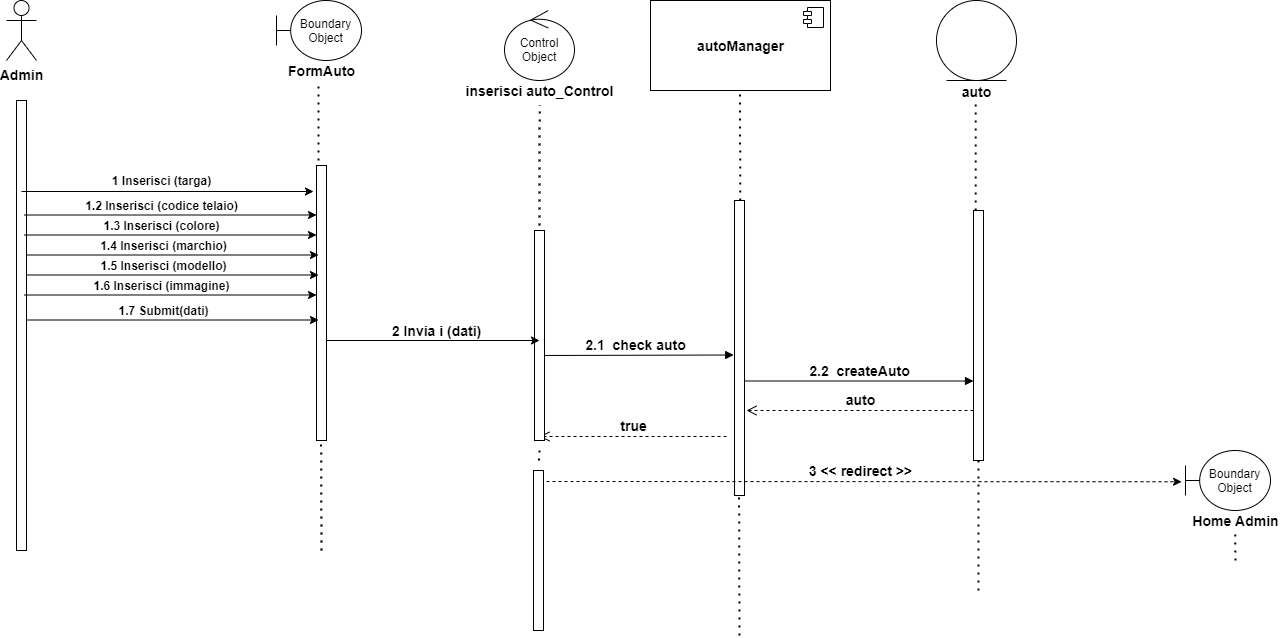 Boundary
Object
Control
Object
autoManager
Admin
FormAuto
inserisci auto_Control
auto
1 Inserisci (targa)
1.2 Inserisci (codice telaio)
1.3 Inserisci (colore)
1.4 Inserisci (marchio)
1.5 Inserisci (modello)
1.6 Inserisci (immagine)
1.7 Submit(dati)
2 Invia i (dati)
2.1 check auto
2.2 createAuto
auto
true
3 << redirect >>
Boundary
Object
Home Admin